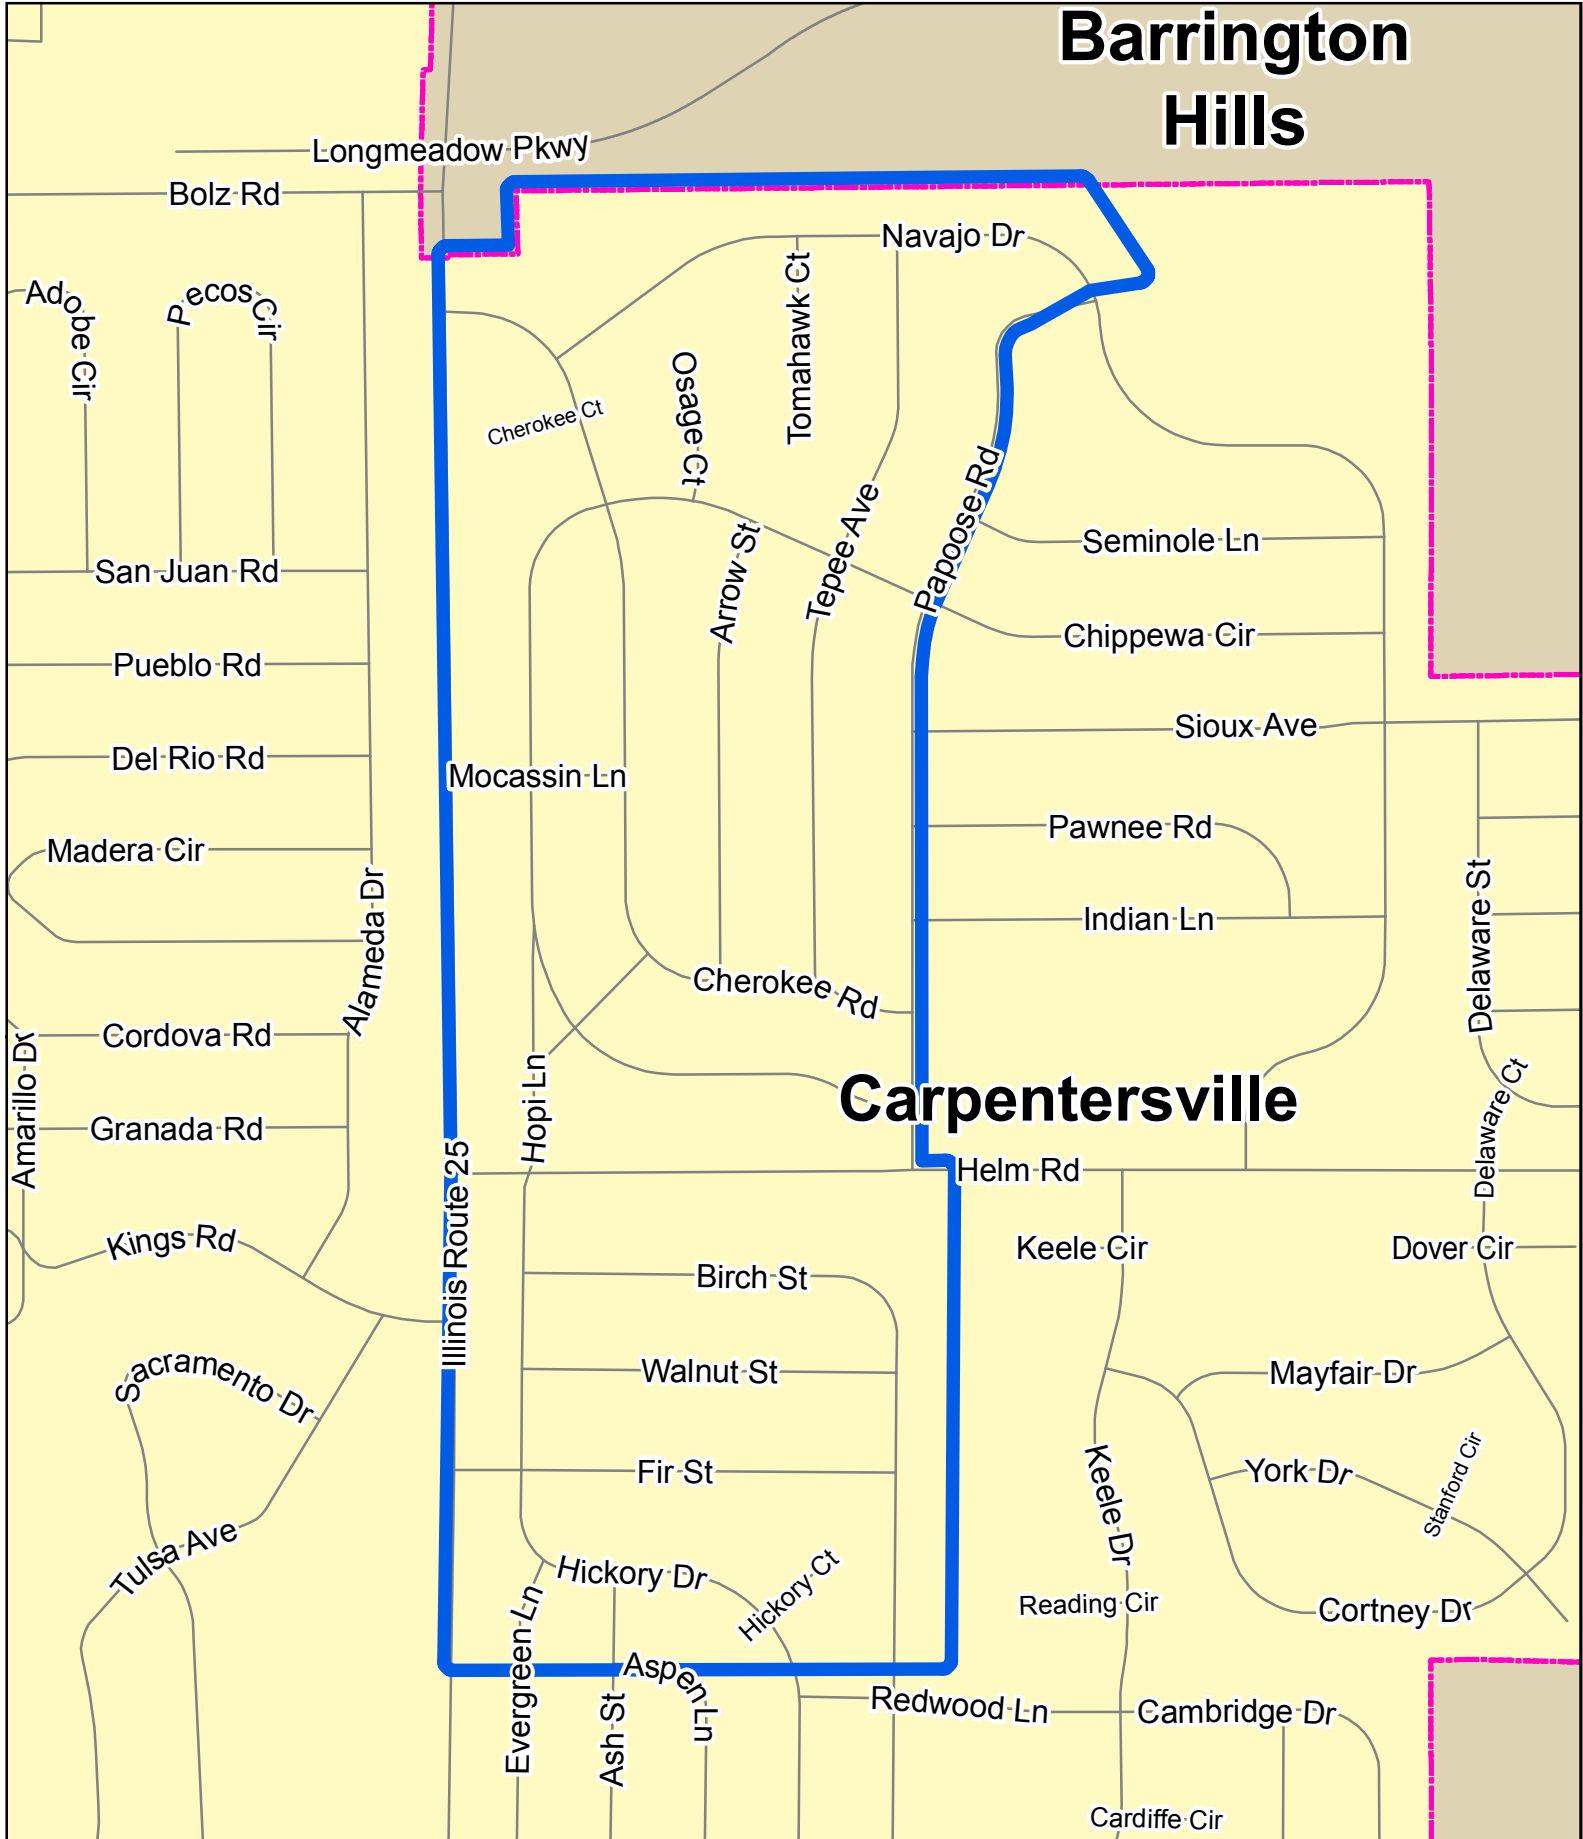 Barrington
Hills
Longmeadow Pkwy
Bolz Rd
Navajo Dr
Adobe Cir
Pecos Cir
Tomahawk Ct
Osage Ct
Cherokee Ct
Papoose Rd
Tepee Ave
Arrow St
Seminole Ln
San Juan Rd
Chippewa Cir
Pueblo Rd
Sioux Ave
Del Rio Rd
Mocassin Ln
Pawnee Rd
Madera Cir
Alameda Dr
Delaware St
Indian Ln
Cherokee Rd
Cordova Rd
Amarillo Dr
Hopi Ln
Carpentersville
Delaware Ct
Granada Rd
Illinois Route 25
Helm Rd
Kings Rd
Keele Cir
Dover Cir
Birch St
Sacramento Dr
Walnut St
Mayfair Dr
Keele Dr
Fir St
York Dr
Stanford Cir
Tulsa Ave
Hickory Dr
Hickory Ct
Evergreen Ln
Reading Cir
Cortney Dr
Aspen Ln
Ash St
Redwood Ln
Cambridge Dr
Cardiffe Cir